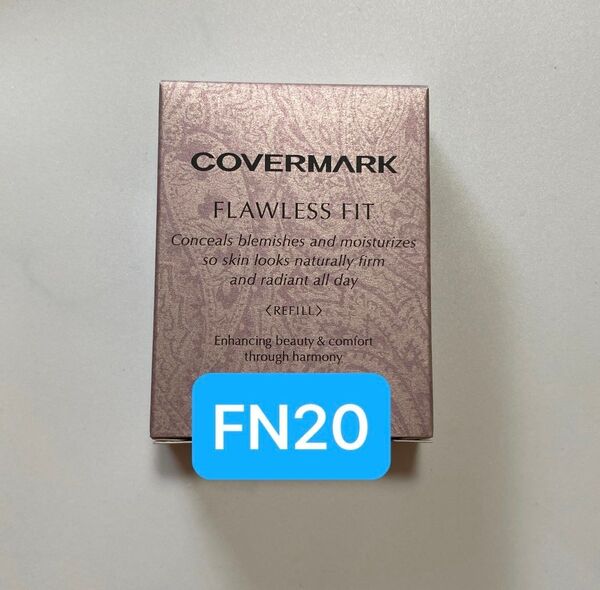 COVERMARK
FLAWLESS FIT
Conceals blemishes and moisturizes
so skin looks naturally firm
and radiant all day
〈REFILL〉
Enhancing beauty & comfort
through harmony
FN20